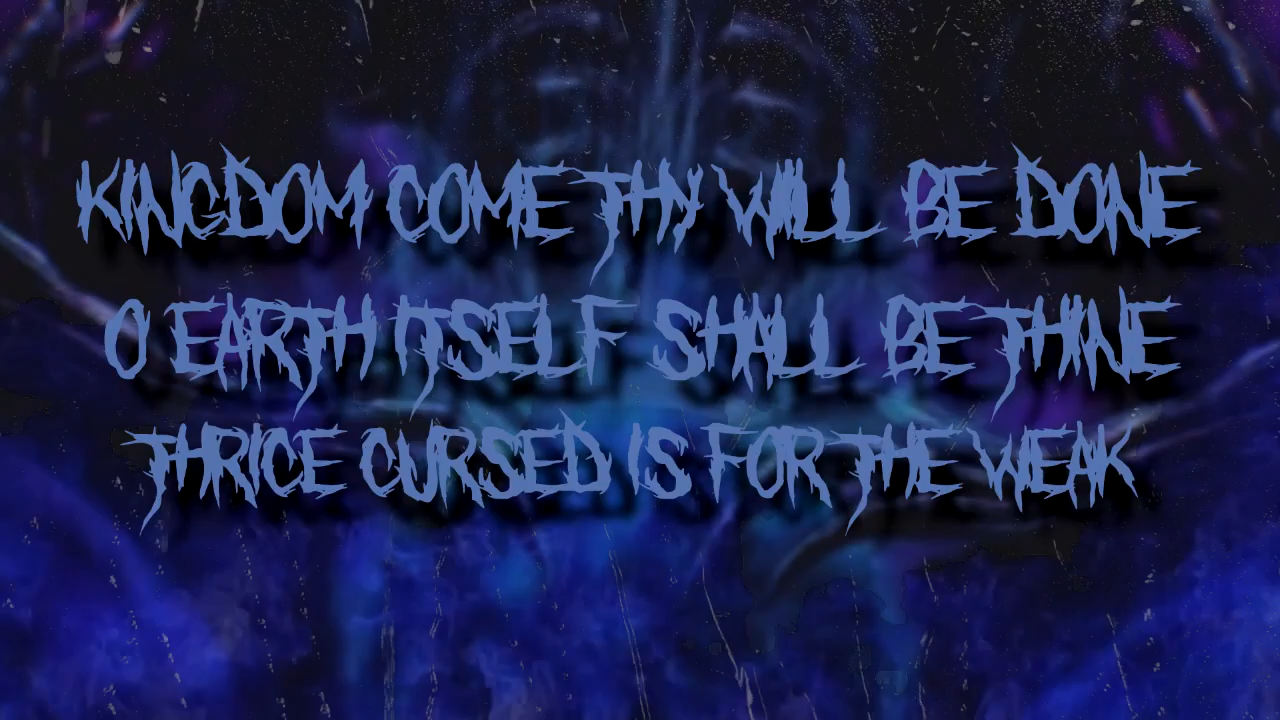 KINGDOM COME THY WILL BE DONE
O EARTH ITSELF SHALL BE THINE
THRICE CURSED IS FOR THE WEAK